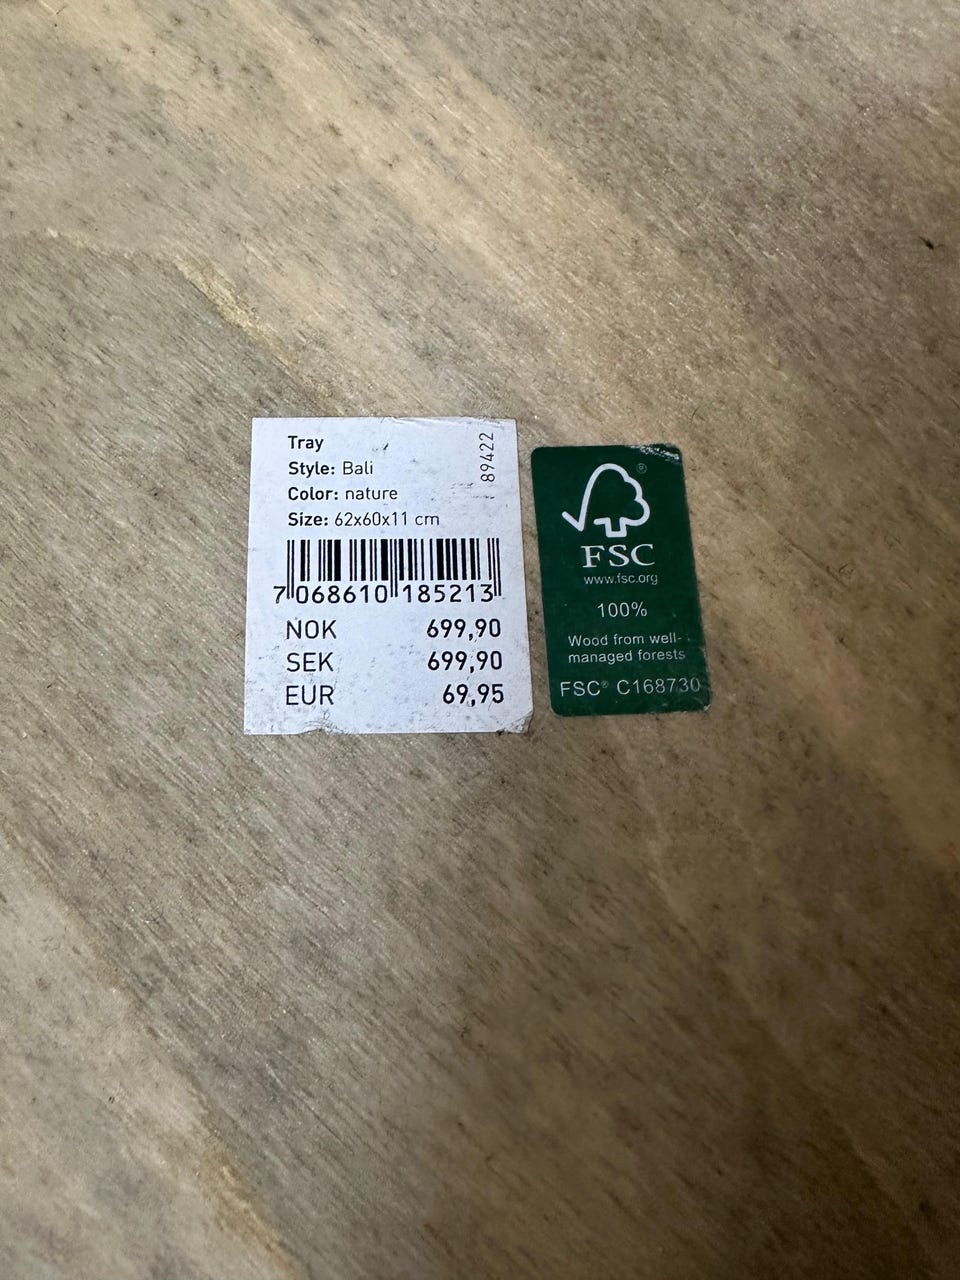 Tray
Style: Bali
Color: nature
Size: 62x60x11 cm
89422
7 068610 185213
NOK 699,90
SEK 699,90
EUR 69,95
®
FSC
www.fsc.org
100%
Wood from well-
managed forests
FSC® C168730